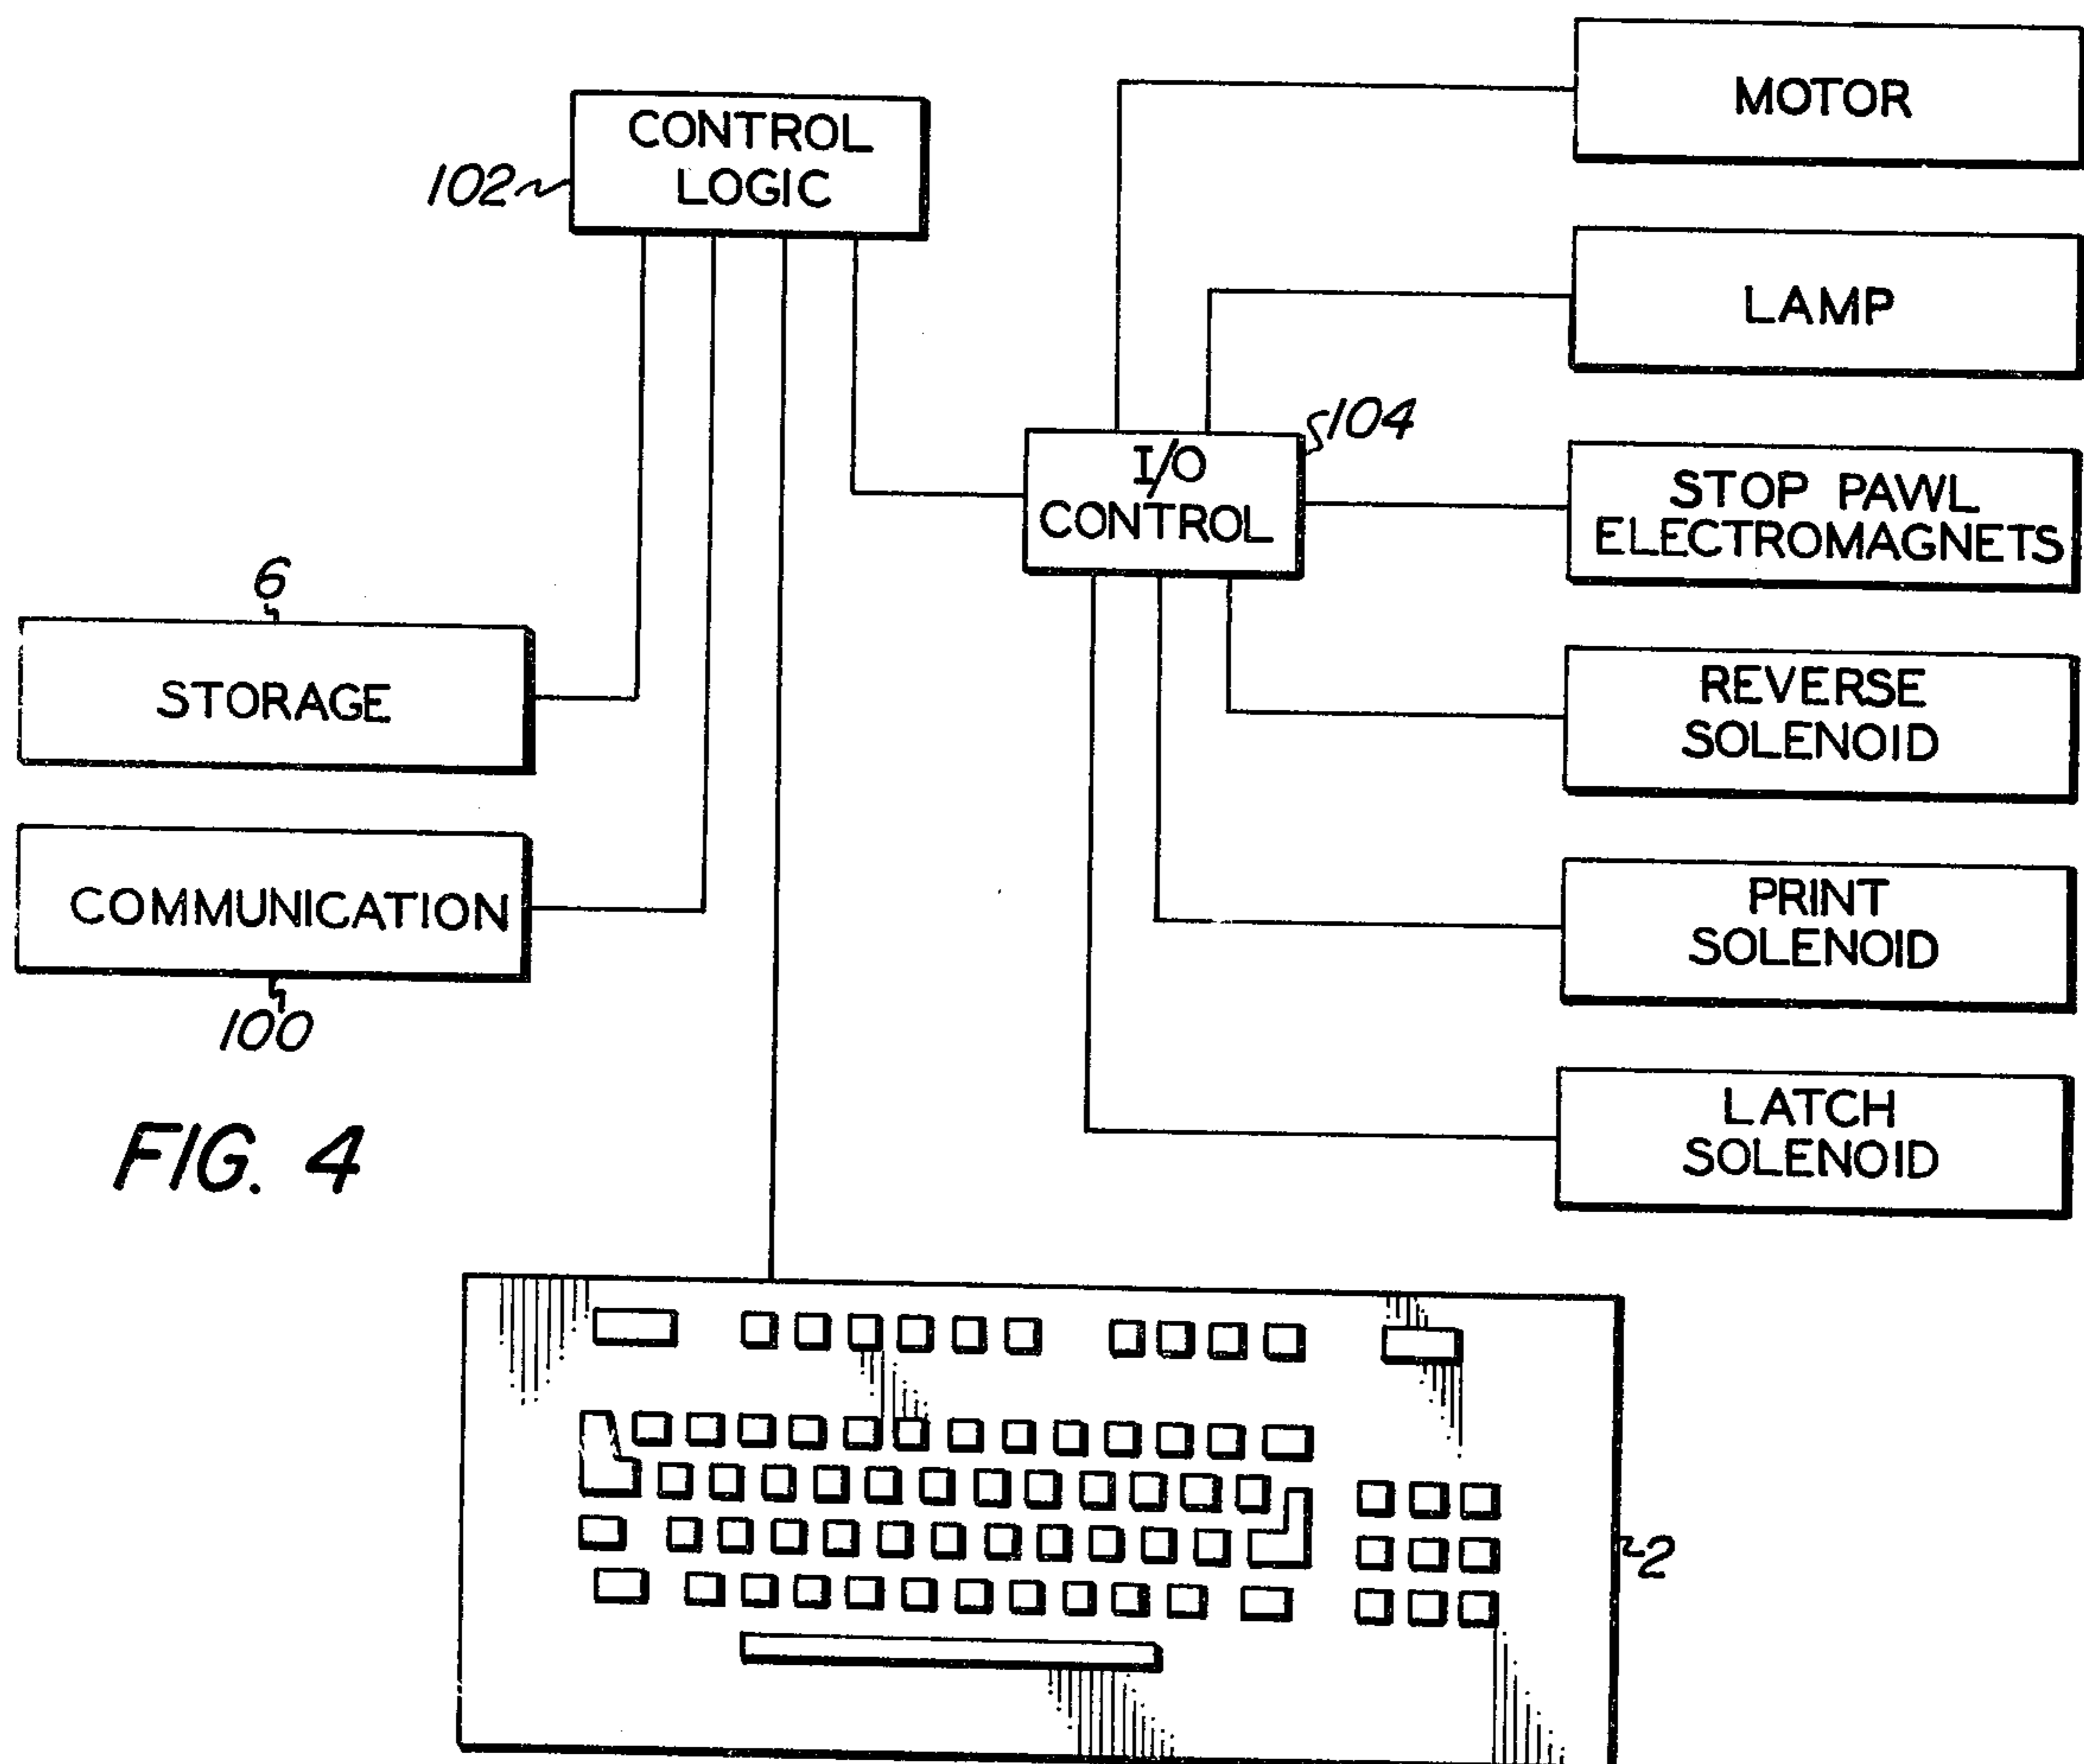 CONTROL
LOGIC
102
MOTOR
LAMP
I/O
CONTROL
104
STOP PAWL
ELECTROMAGNETS
6
STORAGE
REVERSE
SOLENOID
COMMUNICATION
100
PRINT
SOLENOID
LATCH
SOLENOID
FIG. 4
2